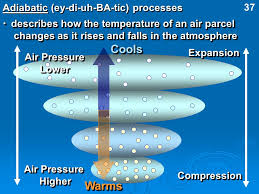 Adiabatic (ey-di-uh-BA-tic) processes 37
• describes how the temperature of an air parcel
changes as it rises and falls in the atmosphere
Cools
Air Pressure
Lower
Expansion
Air Pressure
Higher
Warms
Compression